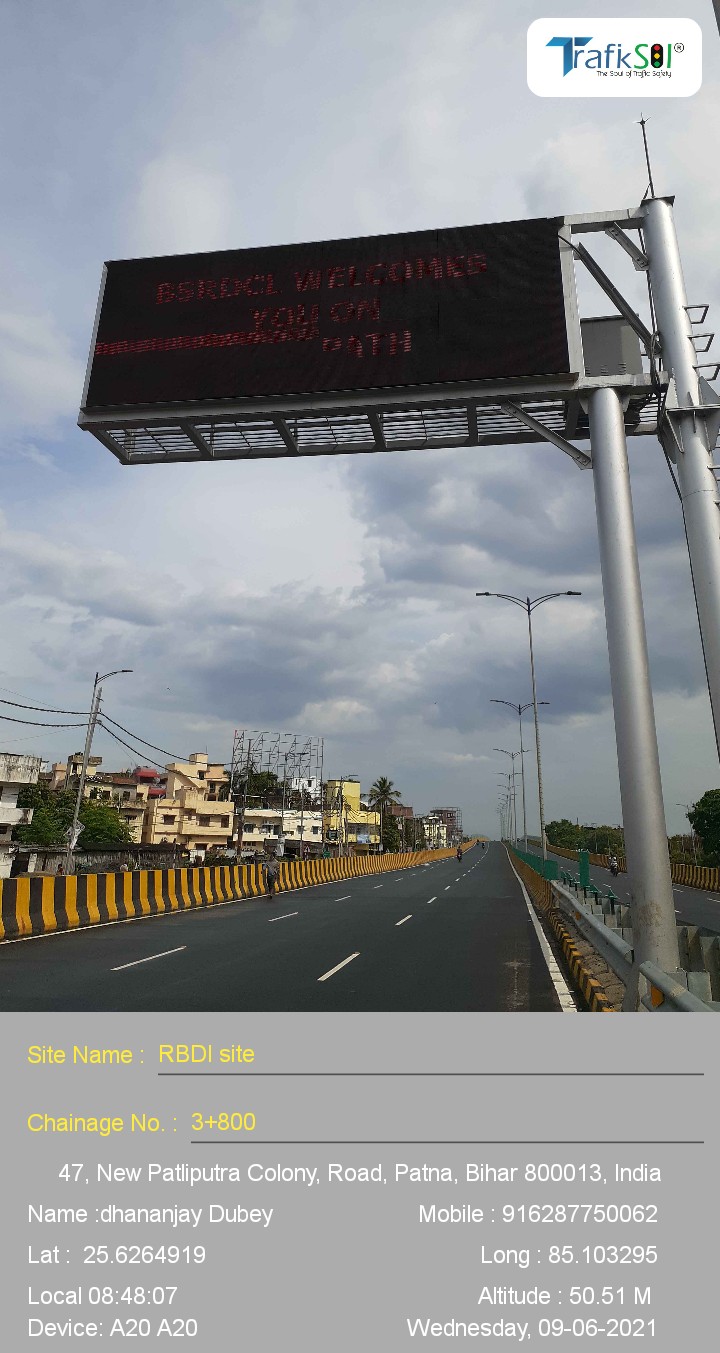 TrafikSol®
The Soul of Traffic Safety
BSRDCL WELCOMES
YOU ON
PATH
Site Name : RBDI site
Chainage No. : 3+800
47, New Patliputra Colony, Road, Patna, Bihar 800013, India
Name :dhananjay Dubey Mobile : 916287750062
Lat : 25.6264919 Long : 85.103295
Local 08:48:07 Altitude : 50.51 M
Device: A20 A20 Wednesday, 09-06-2021